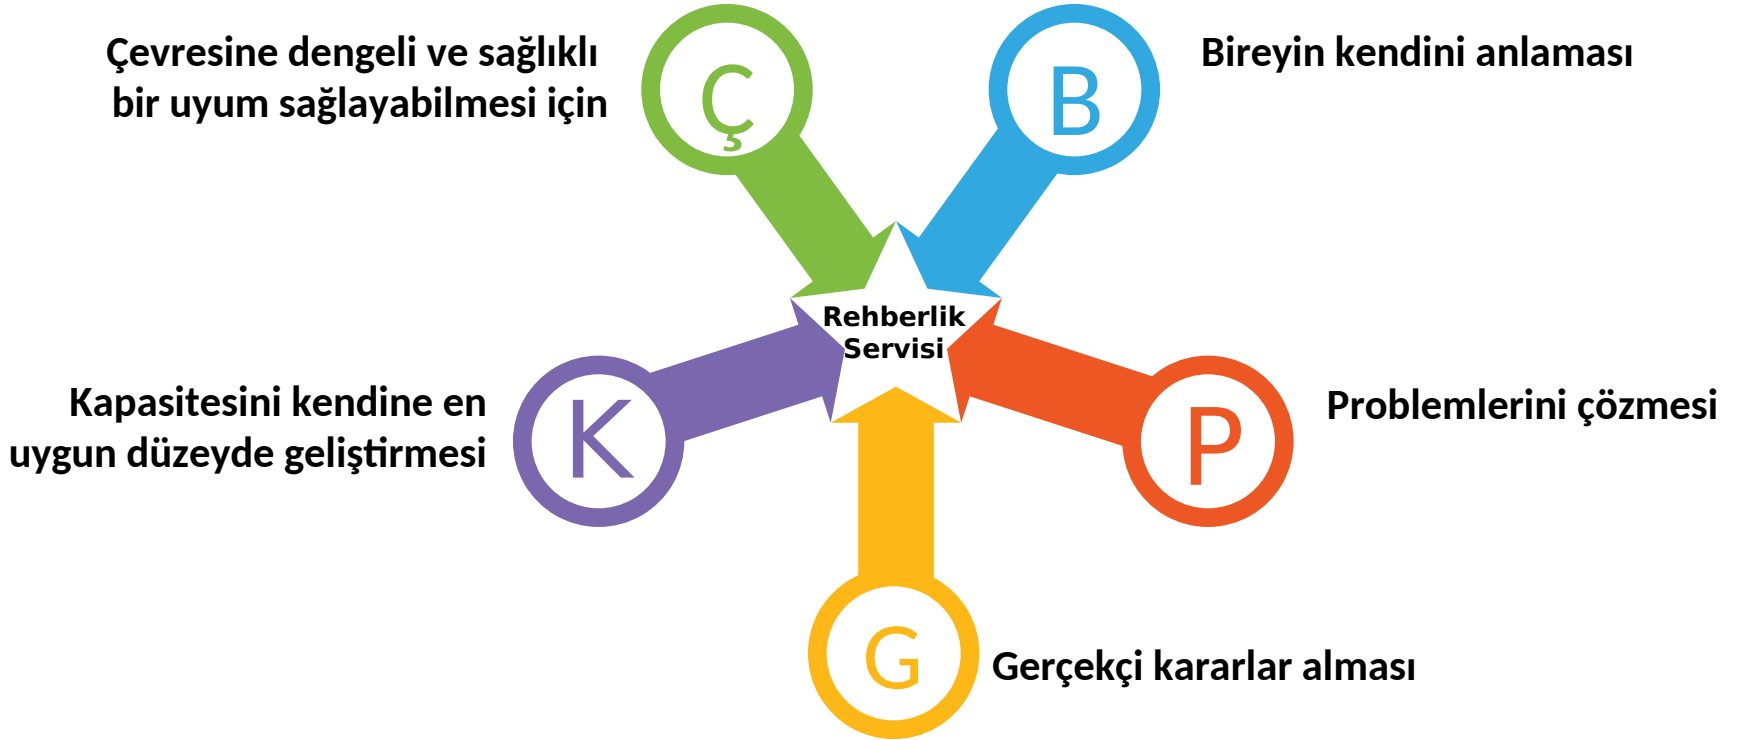 Çevresine dengeli ve sağlıklı
bir uyum sağlayabilmesi için
Ç
B
Bireyin kendini anlaması
Rehberlik
Servisi
Kapasitesini kendine en
uygun düzeyde geliştirmesi
K
P
Problemlerini çözmesi
G
Gerçekçi kararlar alması